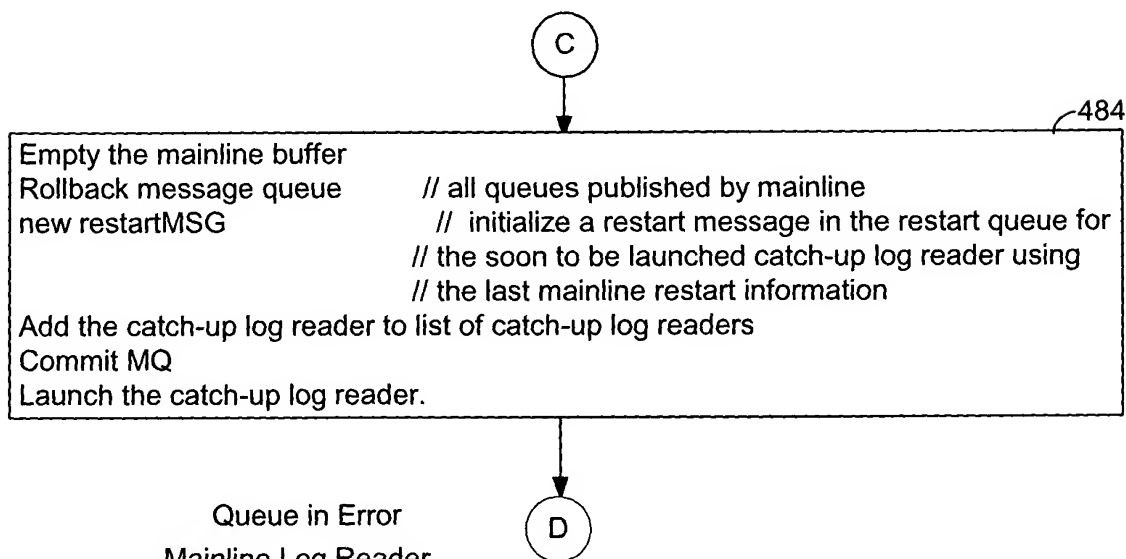 C
484
Empty the mainline buffer
Rollback message queue // all queues published by mainline
new restartMSG // initialize a restart message in the restart queue for
// the soon to be launched catch-up log reader using
// the last mainline restart information
Add the catch-up log reader to list of catch-up log readers
Commit MQ
Launch the catch-up log reader.
Queue in Error
D
Mainline Log Reader